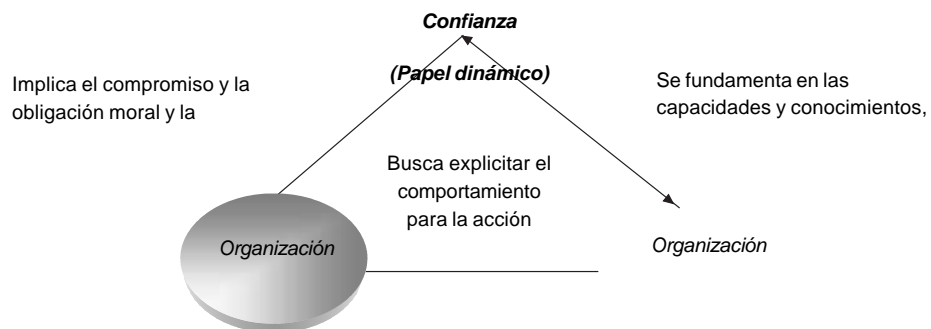 Confianza
(Papel dinámico)
Implica el compromiso y la
obligación moral y la
Se fundamenta en las
capacidades y conocimientos,
Busca explicitar el
comportamiento
para la acción
Organización
Organización